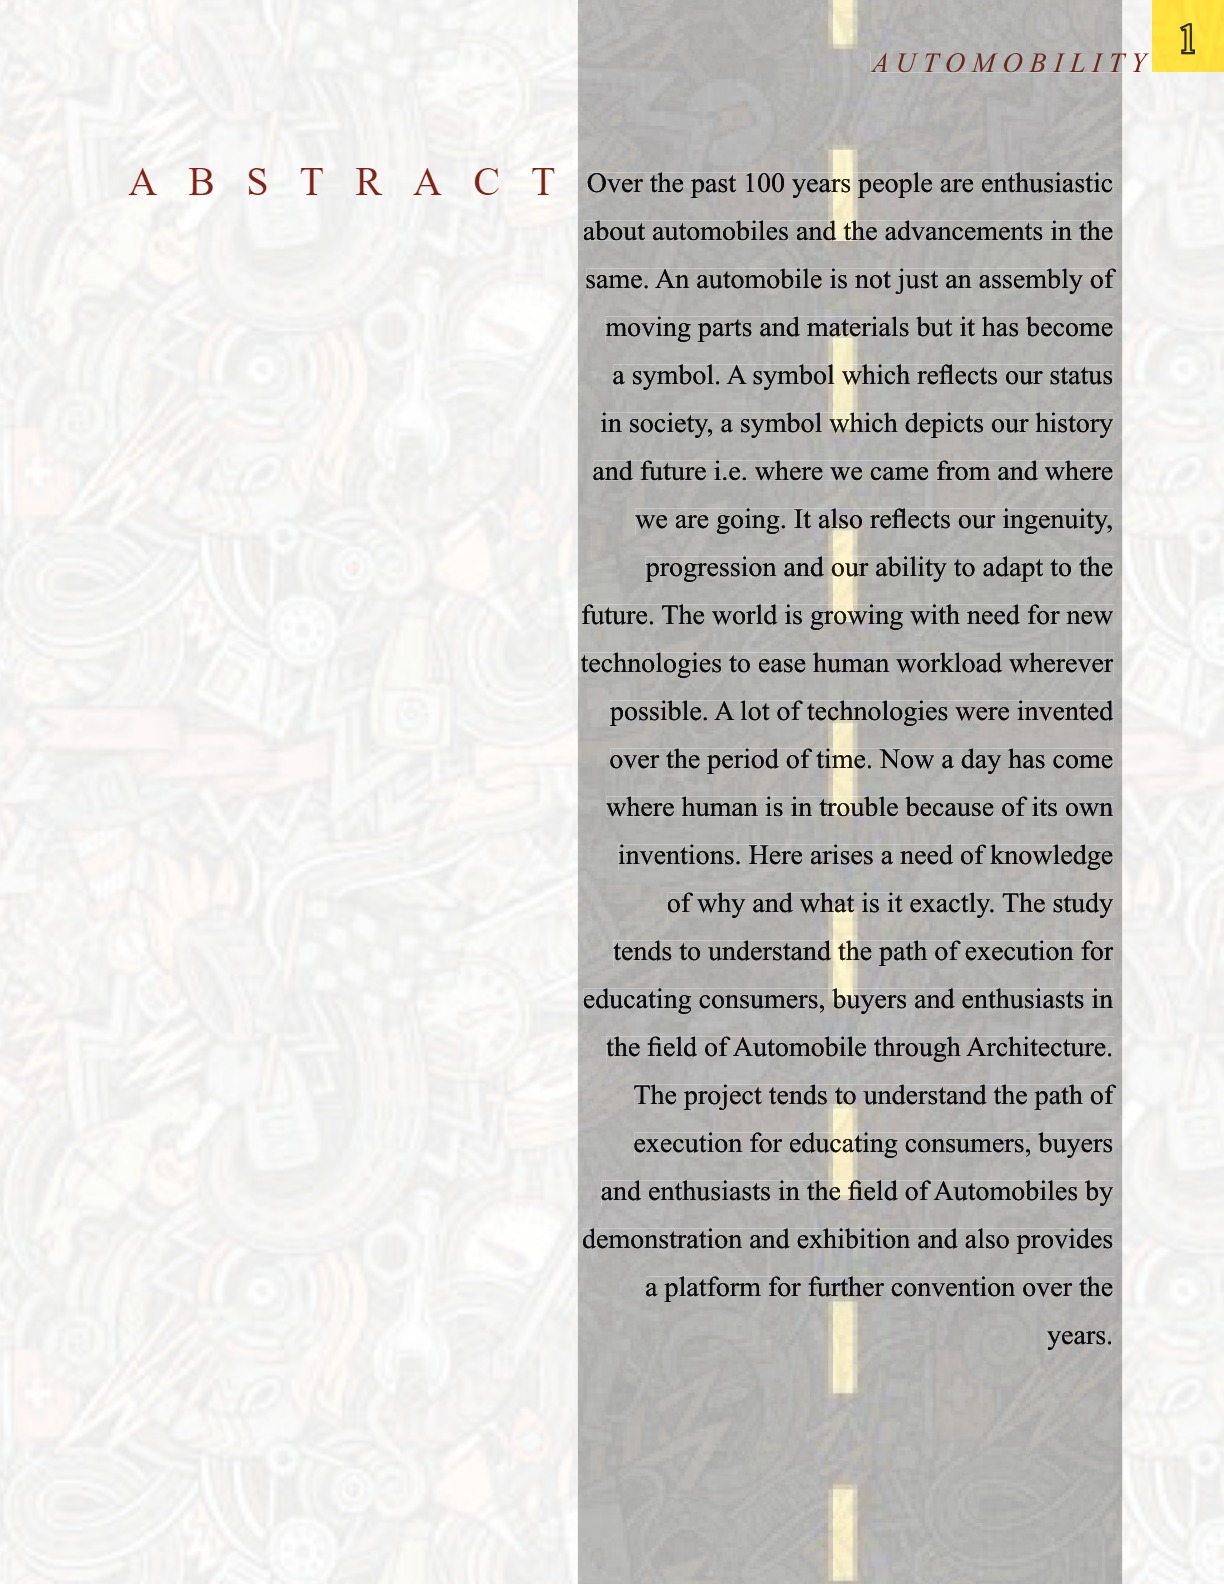 AUTOMOBILITY
1
ABSTRACT
Over the past 100 years people are enthusiastic
about automobiles and the advancements in the
same. An automobile is not just an assembly of
moving parts and materials but it has become
a symbol. A symbol which reflects our status
in society, a symbol which depicts our history
and future i.e. where we came from and where
we are going. It also reflects our ingenuity,
progression and our ability to adapt to the
future. The world is growing with need for new
technologies to ease human workload wherever
possible. A lot of technologies were invented
over the period of time. Now a day has come
where human is in trouble because of its own
inventions. Here arises a need of knowledge
of why and what is it exactly. The study
tends to understand the path of execution for
educating consumers, buyers and enthusiasts in
the field of Automobile through Architecture.
The project tends to understand the path of
execution for educating consumers, buyers
and enthusiasts in the field of Automobiles by
demonstration and exhibition and also provides
a platform for further convention over the
years.